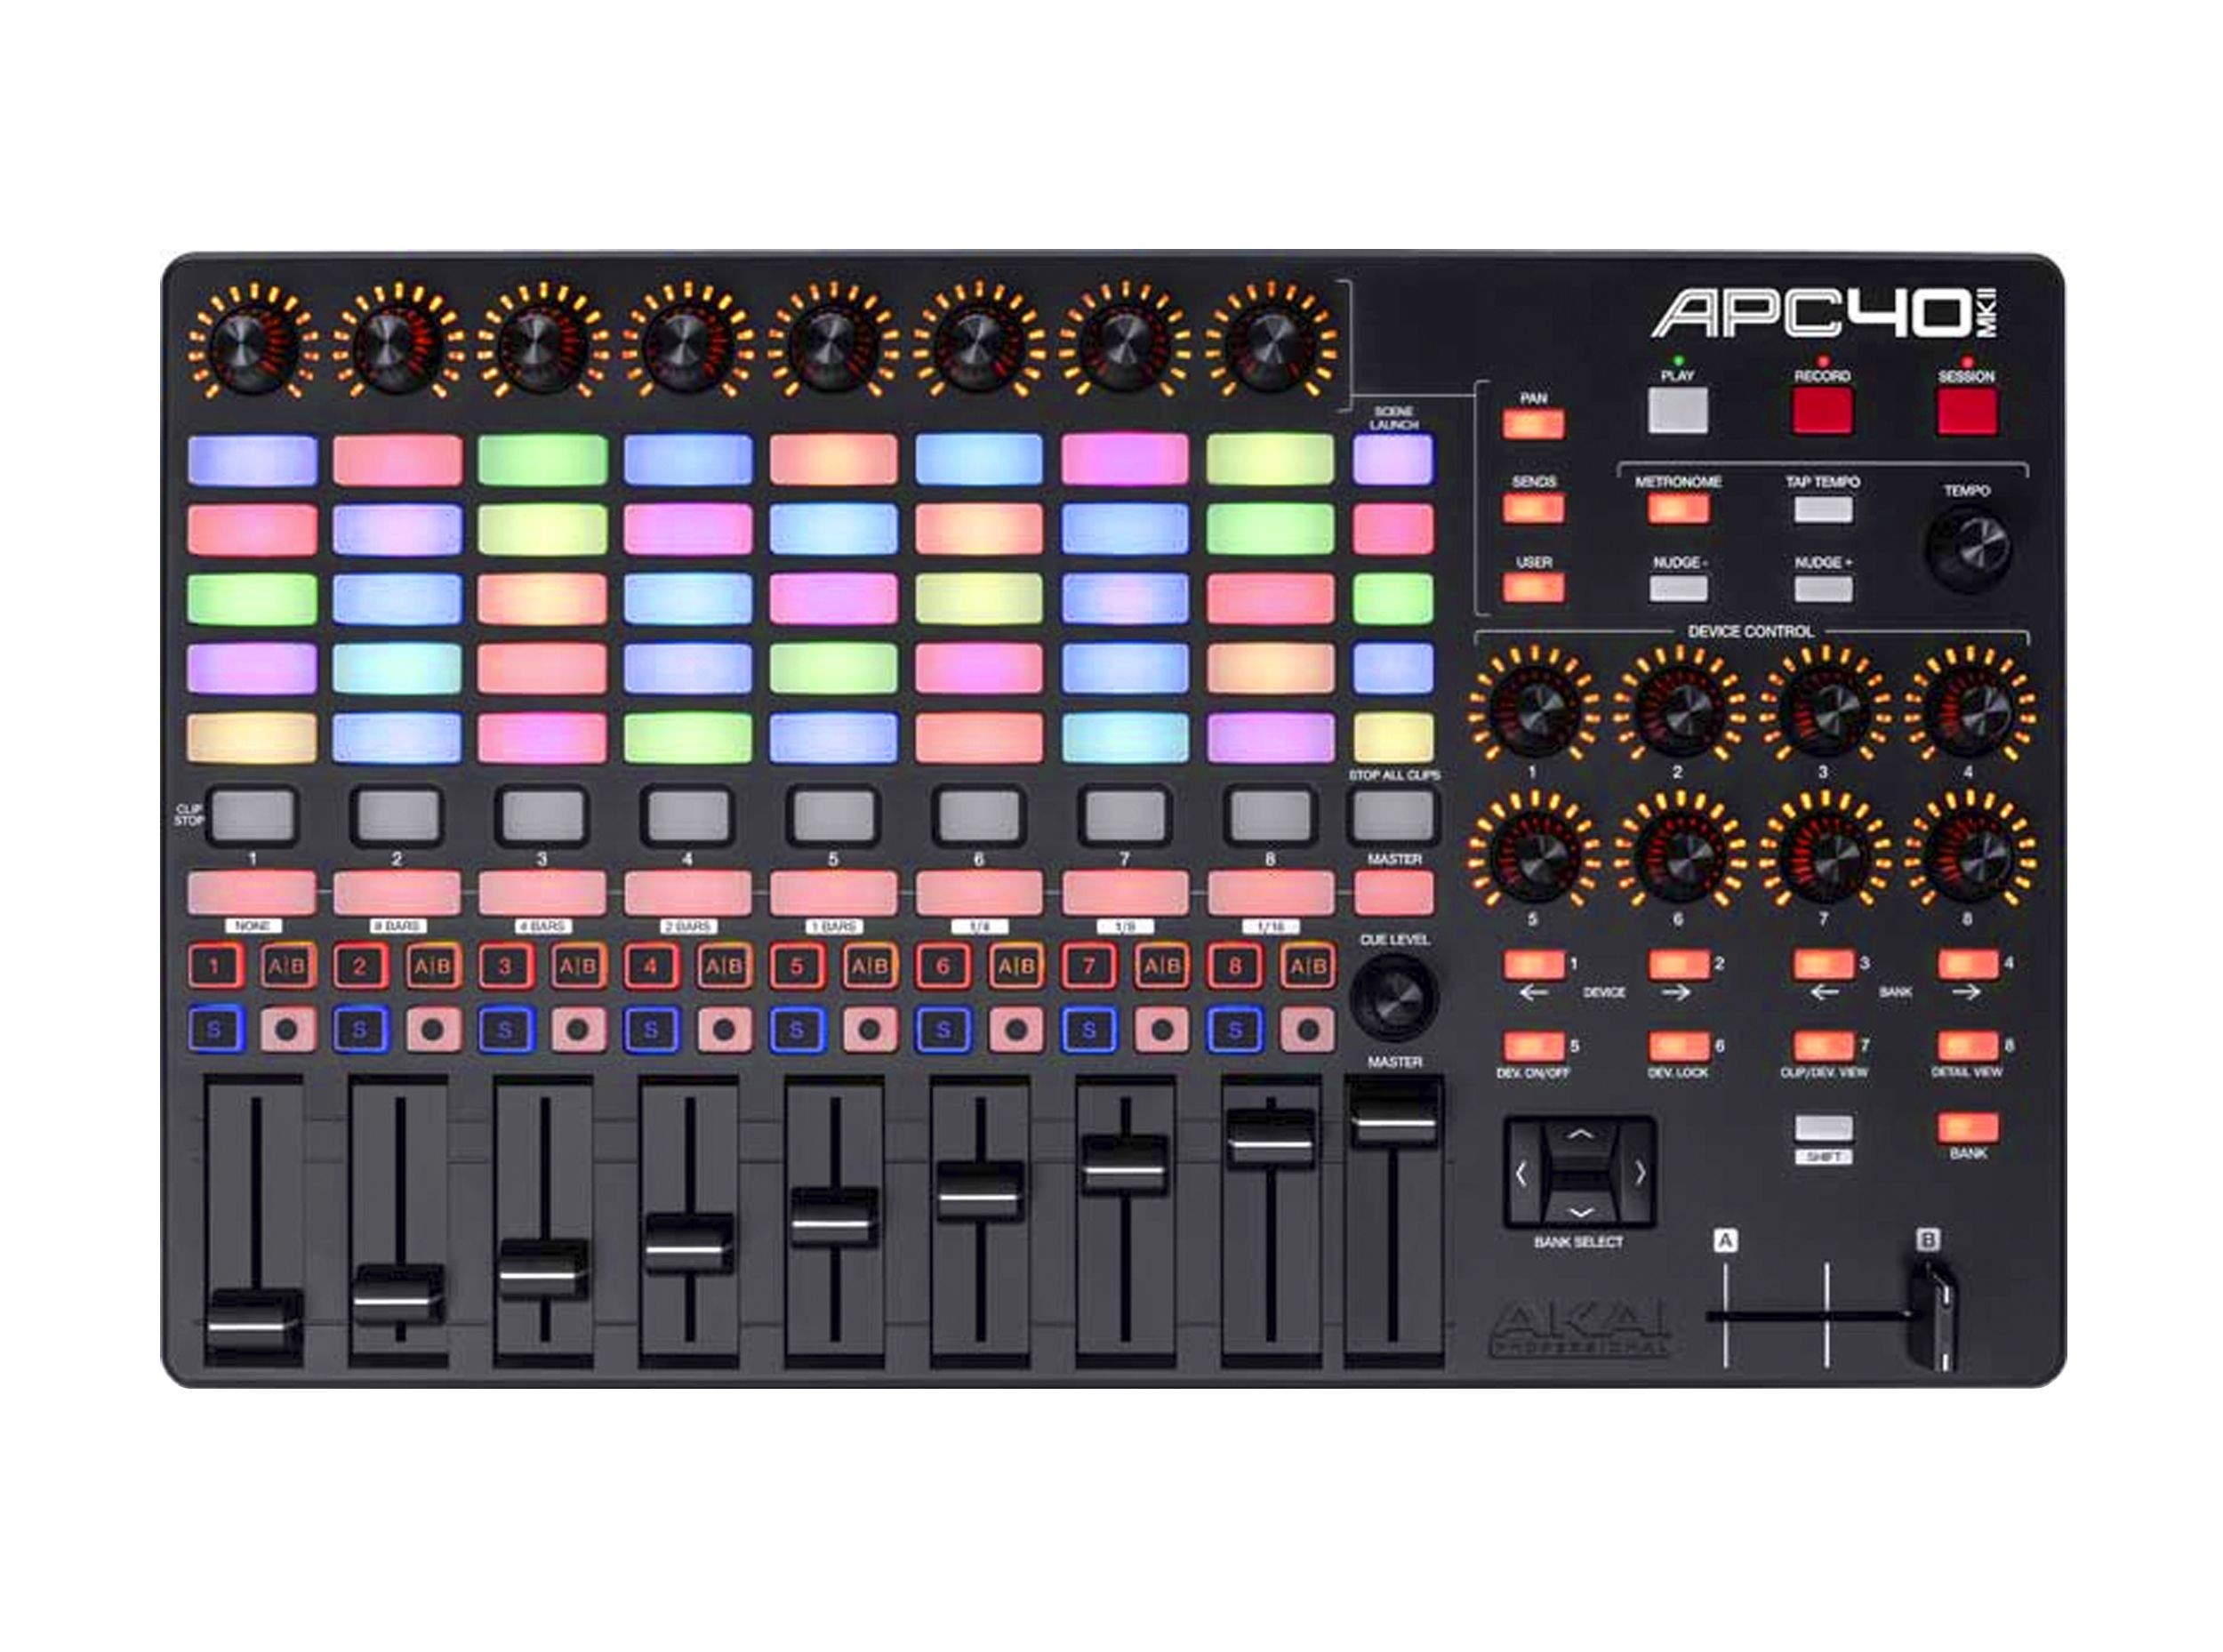 APC40 MKII
PLAY RECORD SESSION
PAN
SCENE
LAUNCH
SENDS METRONOME TAP TEMPO TEMPO
USER NUDGE - NUDGE +
DEVICE CONTROL
1 2 3 4
STOP ALL CLIPS
CLIP
STOP
1 2 3 4 5 6 7 8 MASTER
5 6 7 8
NONE 8 BARS 4 BARS 2 BARS 1 BARS 1/4 1/8 1/16
CUE LEVEL
1 A|B 2 A|B 3 A|B 4 A|B 5 A|B 6 A|B 7 A|B 8 A|B
1 2 3 4
← DEVICE → ← BANK →
S S S S S S S S
5 6 7 8
MASTER
DEV. ON/OFF DEV. LOCK CLIP/DEV. VIEW DETAIL VIEW
SHIFT BANK
BANK SELECT
A B
AKAI
PROFESSIONAL